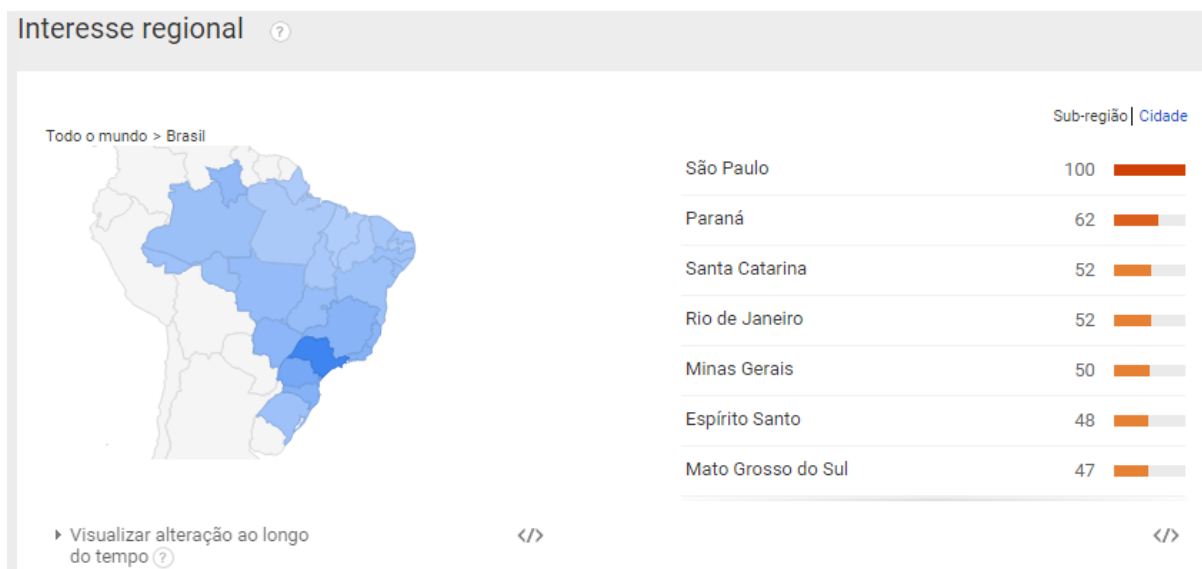 Interesse regional ?
Sub-região | Cidade
Todo o mundo > Brasil
São Paulo 100
Paraná 62
Santa Catarina 52
Rio de Janeiro 52
Minas Gerais 50
Espírito Santo 48
Mato Grosso do Sul 47
Visualizar alteração ao longo
do tempo ?
</> </>